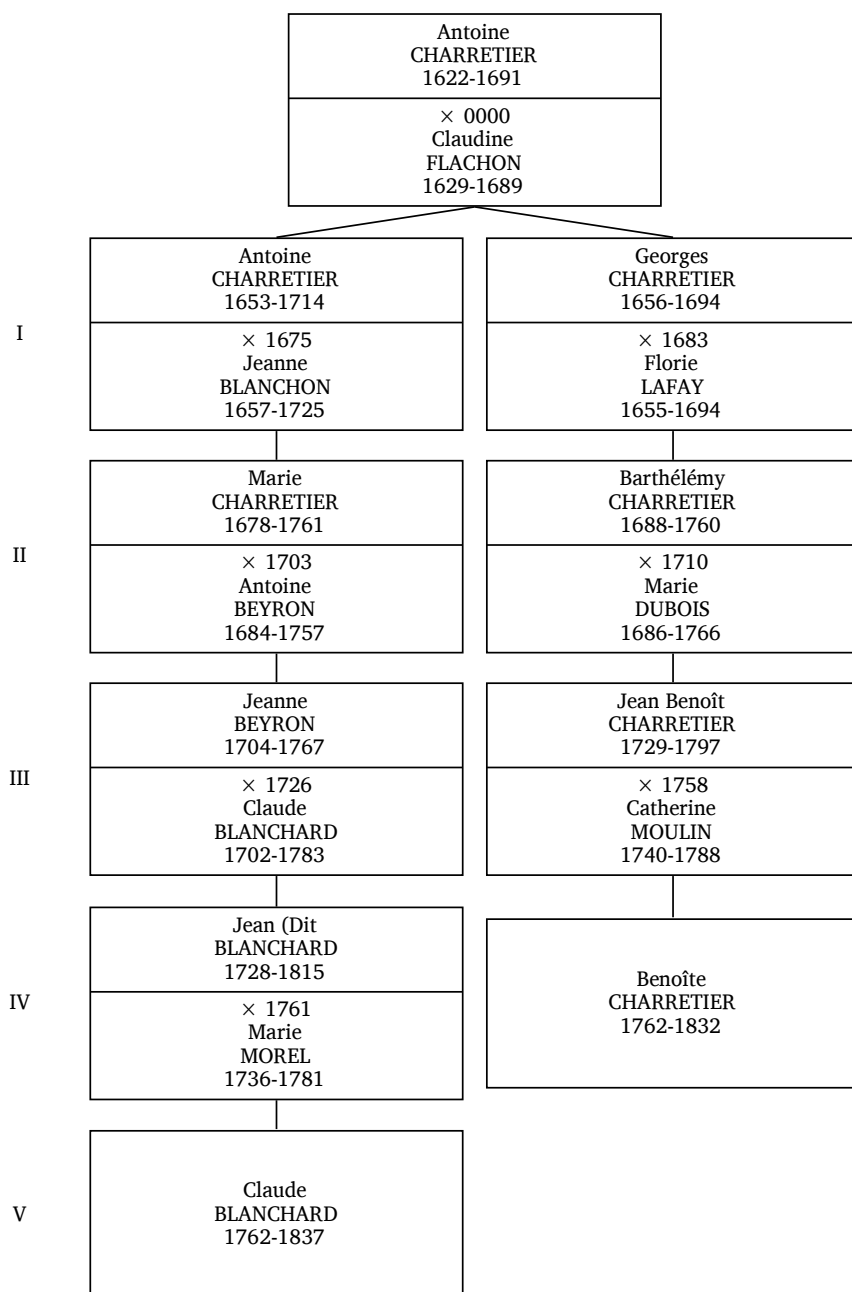 Antoine
CHARRETIER
1622-1691
× 0000
Claudine
FLACHON
1629-1689
Antoine
CHARRETIER
1653-1714
Georges
CHARRETIER
1656-1694
I
× 1675
Jeanne
BLANCHON
1657-1725
× 1683
Florie
LAFAY
1655-1694
Marie
CHARRETIER
1678-1761
Barthélémy
CHARRETIER
1688-1760
II
× 1703
Antoine
BEYRON
1684-1757
× 1710
Marie
DUBOIS
1686-1766
Jeanne
BEYRON
1704-1767
Jean Benoît
CHARRETIER
1729-1797
III
× 1726
Claude
BLANCHARD
1702-1783
× 1758
Catherine
MOULIN
1740-1788
Jean (Dit
BLANCHARD
1728-1815
IV
× 1761
Marie
MOREL
1736-1781
Benoîte
CHARRETIER
1762-1832
V
Claude
BLANCHARD
1762-1837